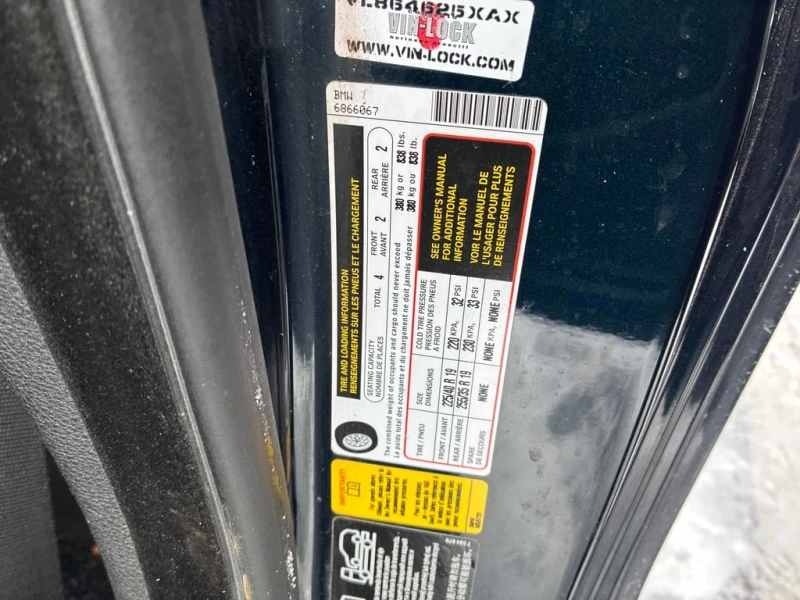 VL864625XAX
VIN-LOCK
WWW.VIN-LOCK.COM
BMW
6866067
TIRE AND LOADING INFORMATION
RENSEIGNEMENTS SUR LES PNEUS ET LE CHARGEMENT
SEATING CAPACITY
NOMBRE DE PLACES
TOTAL 4
FRONT
AVANT 2
REAR
ARRIÈRE 2
The combined weight of occupants and cargo should never exceed 380 kg or 838 lbs.
Le poids total des occupants et du chargement ne doit jamais dépasser 380 kg ou 838 lb.
TIRE / PNEU
SIZE
DIMENSIONS
COLD TIRE PRESSURE
PRESSION DES PNEUS
A FROID
FRONT / AVANT 225/40 R 19 220 KPA, 32 PSI
REAR / ARRIÈRE 255/35 R 19 230 KPA, 33 PSI
SPARE
DE SECOURS NONE NONE KPA, NONE PSI
SEE OWNER'S MANUAL
FOR ADDITIONAL
INFORMATION
VOIR LE MANUEL DE
L'USAGER POUR PLUS
DE RENSEIGNEMENTS
IMPORTANT!